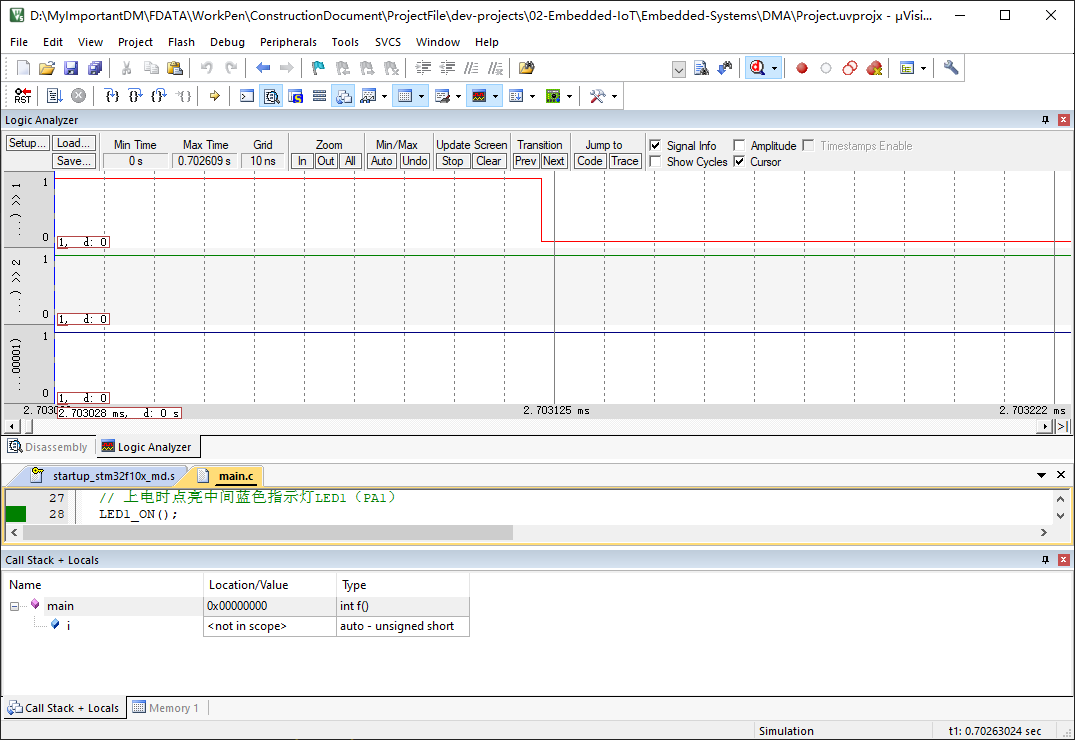 D:\MyImportantDM\FDATA\WorkPen\ConstructionDocument\ProjectFile\dev-projects\02-Embedded-IoT\Embedded-Systems\DMA\Project.uvprojx - µVisi...
File Edit View Project Flash Debug Peripherals Tools SVCS Window Help
Logic Analyzer
Setup... Load... Min Time Max Time Grid Zoom Min/Max Update Screen Transition Jump to Signal Info Amplitude Timestamps Enable
Save... 0 s 0.702609 s 10 ns In Out All Auto Undo Stop Clear Prev Next Code Trace Show Cycles Cursor
(... >> 1
1
0
1, d: 0
(... >> 2
1
0
1, d: 0
...00001)
1
0
1, d: 0
2.703028 ms, d: 0 s 2.703125 ms 2.703222 ms
Disassembly Logic Analyzer
startup_stm32f10x_md.s main.c
27 // 上电时点亮中间蓝色指示灯LED1（PA1）
28 LED1_ON();
Call Stack + Locals
Name Location/Value Type
main 0x00000000 int f()
i <not in scope> auto - unsigned short
Call Stack + Locals Memory 1
Simulation t1: 0.70263024 sec